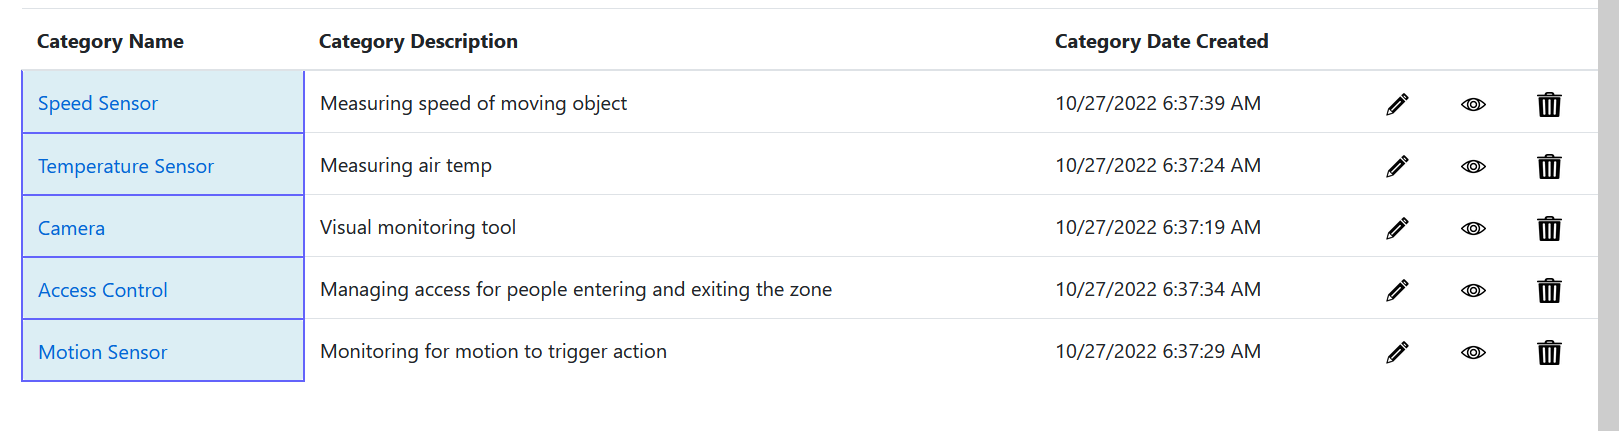 Category Name Category Description Category Date Created
Speed Sensor Measuring speed of moving object 10/27/2022 6:37:39 AM
Temperature Sensor Measuring air temp 10/27/2022 6:37:24 AM
Camera Visual monitoring tool 10/27/2022 6:37:19 AM
Access Control Managing access for people entering and exiting the zone 10/27/2022 6:37:34 AM
Motion Sensor Monitoring for motion to trigger action 10/27/2022 6:37:29 AM